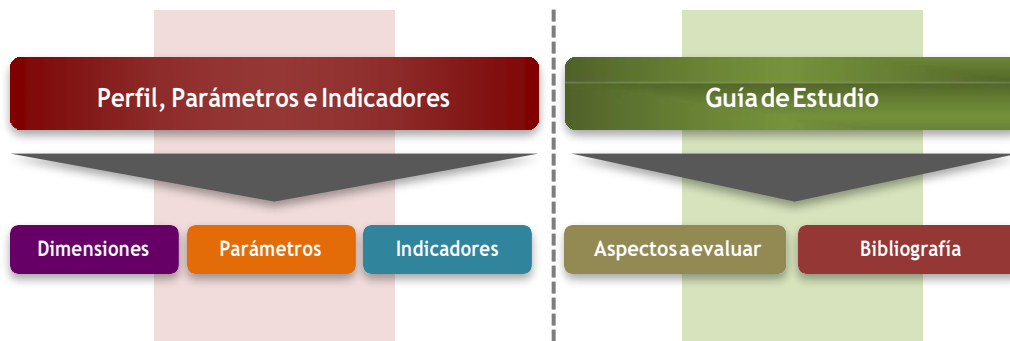 Perfil, Parámetros e Indicadores
Guía de Estudio
Dimensiones
Parámetros
Indicadores
Aspectos a evaluar
Bibliografía